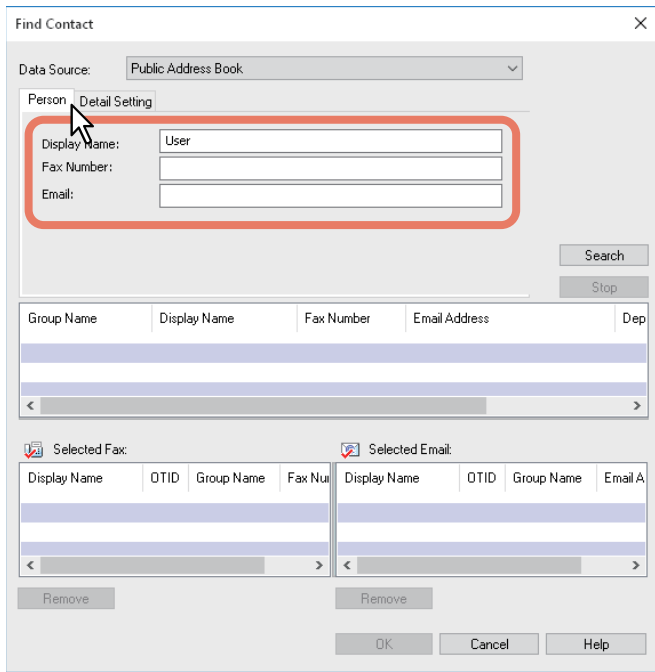 Find Contact
Data Source: Public Address Book
Person Detail Setting
Display Name: User
Fax Number:
Email:
Search
Stop
Group Name Display Name Fax Number Email Address Dep
Selected Fax: Selected Email:
Display Name OTID Group Name Fax Nu Display Name OTID Group Name Email A
Remove Remove
OK Cancel Help